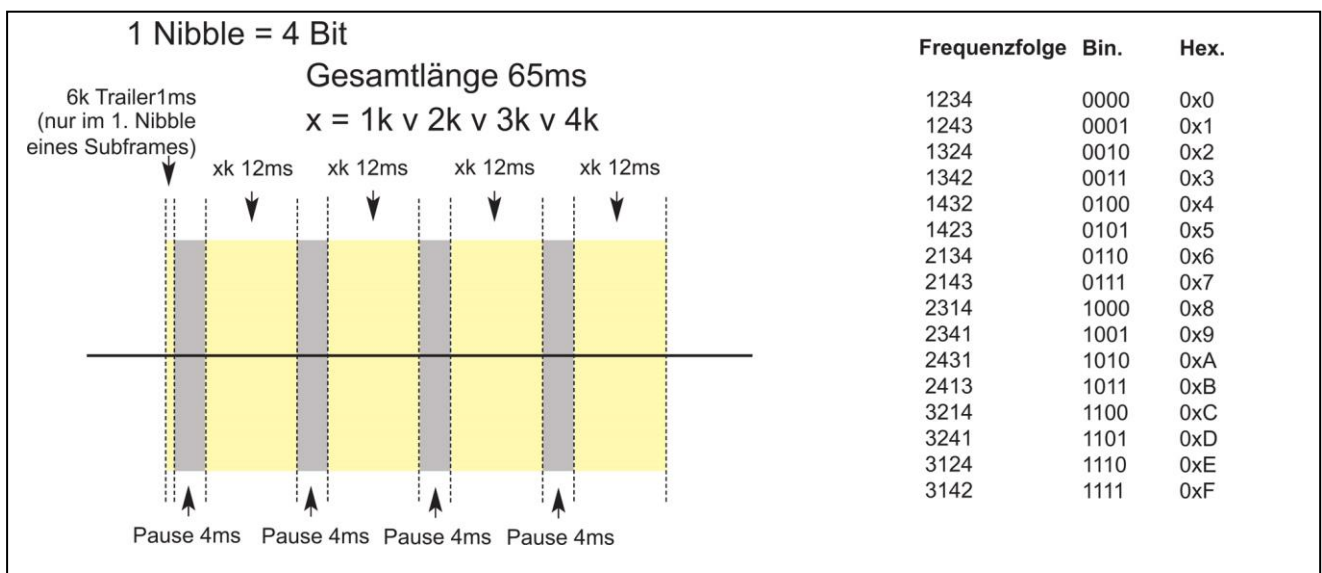 1 Nibble = 4 Bit
Gesamtlänge 65ms
x = 1k v 2k v 3k v 4k
6k Trailer1ms
(nur im 1. Nibble
eines Subframes)
xk 12ms xk 12ms xk 12ms xk 12ms
Pause 4ms Pause 4ms Pause 4ms Pause 4ms
Frequenzfolge Bin. Hex.
1234 0000 0x0
1243 0001 0x1
1324 0010 0x2
1342 0011 0x3
1432 0100 0x4
1423 0101 0x5
2134 0110 0x6
2143 0111 0x7
2314 1000 0x8
2341 1001 0x9
2431 1010 0xA
2413 1011 0xB
3214 1100 0xC
3241 1101 0xD
3124 1110 0xE
3142 1111 0xF